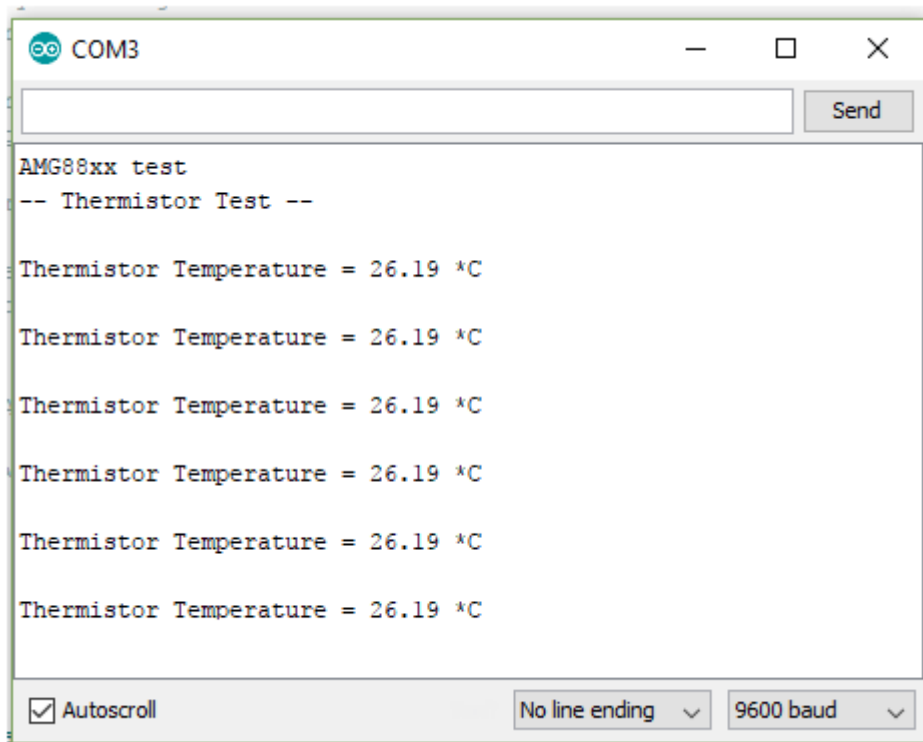 COM3
Send
AMG88xx test
-- Thermistor Test --
Thermistor Temperature = 26.19 *C
Thermistor Temperature = 26.19 *C
Thermistor Temperature = 26.19 *C
Thermistor Temperature = 26.19 *C
Thermistor Temperature = 26.19 *C
Thermistor Temperature = 26.19 *C
Autoscroll
No line ending
9600 baud